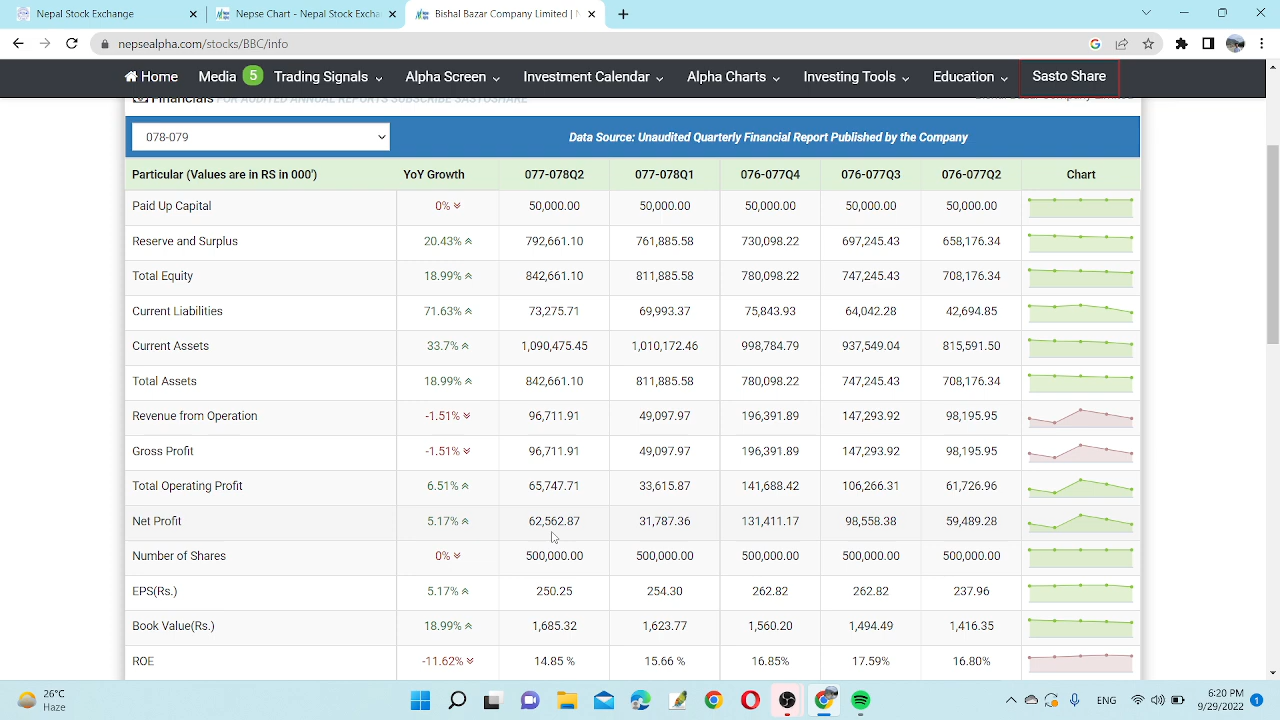 Nepal Stock Exchange
Nepse Chart - Nepal Stock Exch
Bishal Bazar Company Limited | N
nepsealpha.com/stocks/BBC/info
Home Media 5 Trading Signals Alpha Screen Investment Calendar Alpha Charts Investing Tools Education Sasto Share
Financials FOR AUDITED ANNUAL REPORTS SUBSCRIBE SASTOSHARE
078-079 Data Source: Unaudited Quarterly Financial Report Published by the Company
Particular (Values are in RS in 000') YoY Growth 077-078Q2 077-078Q1 076-077Q4 076-077Q3 076-077Q2 Chart
Paid Up Capital 0% 50,000.00 50,000.00 50,000.00 50,000.00 50,000.00
Reserve and Surplus 20.43% 792,661.10 761,885.58 730,098.22 697,245.43 658,176.34
Total Equity 18.99% 842,661.10 811,885.58 780,098.22 747,245.43 708,176.34
Current Liabilities 71.63% 73,275.71 69,993.37 75,843.93 64,042.28 42,694.85
Current Assets 33.7% 1,090,475.45 1,010,172.46 998,784.79 937,549.04 815,591.50
Total Assets 18.99% 842,661.10 811,885.58 780,098.22 747,245.43 708,176.34
Revenue from Operation -1.51% 96,711.91 49,097.97 196,391.89 147,293.92 98,195.95
Gross Profit -1.51% 96,711.91 49,097.97 196,391.89 147,293.92 98,195.95
Total Operating Profit 6.51% 65,747.71 33,615.87 141,688.42 106,266.31 61,726.96
Net Profit 5.17% 62,562.87 31,787.36 131,411.17 98,558.38 59,489.28
Number of Shares 0% 500,000.00 500,000.00 500,000.00 500,000.00 500,000.00
EPS(Rs.) 5.17% 250.25 254.30 262.82 262.82 237.96
Book Value(Rs.) 18.99% 1,685.32 1,623.77 1,560.20 1,494.49 1,416.35
ROE -11.62% 14.85 % 15.66 % 16.85% 17.59% 16.80%
26°C
Haze
ENG
6:20 PM
9/29/2022
1